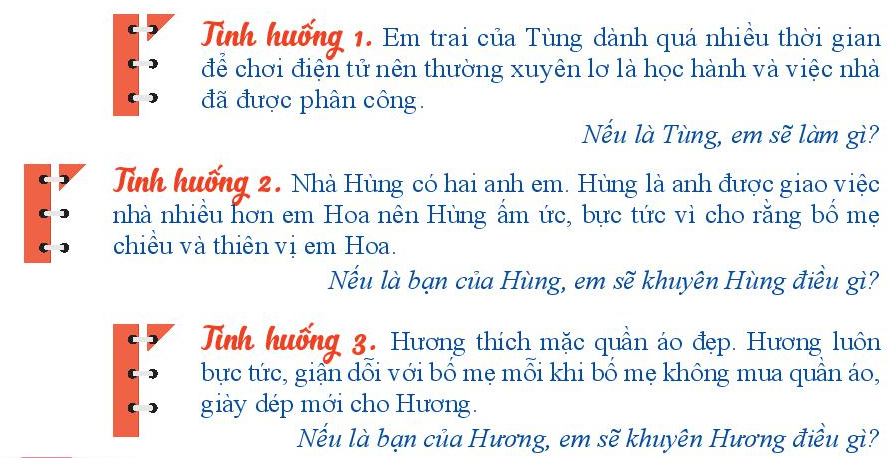 Tình huống 1. Em trai của Tùng dành quá nhiều thời gian
để chơi điện tử nên thường xuyên lơ là học hành và việc nhà
đã được phân công.
Nếu là Tùng, em sẽ làm gì?
Tình huống 2. Nhà Hùng có hai anh em. Hùng là anh được giao việc
nhà nhiều hơn em Hoa nên Hùng ấm ức, bực tức vì cho rằng bố mẹ
chiều và thiên vị em Hoa.
Nếu là bạn của Hùng, em sẽ khuyên Hùng điều gì?
Tình huống 3. Hương thích mặc quần áo đẹp. Hương luôn
bực tức, giận dỗi với bố mẹ mỗi khi bố mẹ không mua quần áo,
giày dép mới cho Hương.
Nếu là bạn của Hương, em sẽ khuyên Hương điều gì?